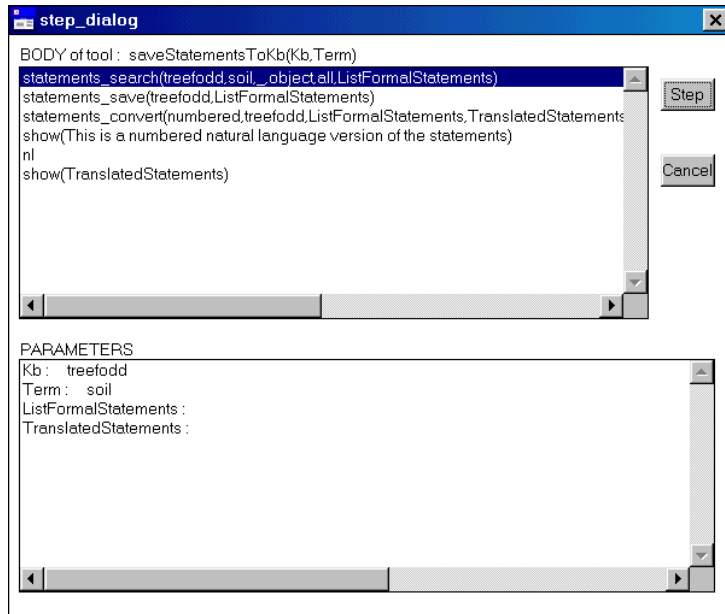 step_dialog
BODY of tool : saveStatementsToKb(Kb,Term)
statements_search(treefodd,soil,_,object,all,ListFormalStatements)
statements_save(treefodd,ListFormalStatements)
statements_convert(numbered,treefodd,ListFormalStatements,TranslatedStatements
show(This is a numbered natural language version of the statements)
nl
show(TranslatedStatements)
Step
Cancel
PARAMETERS
Kb : treefodd
Term : soil
ListFormalStatements :
TranslatedStatements :